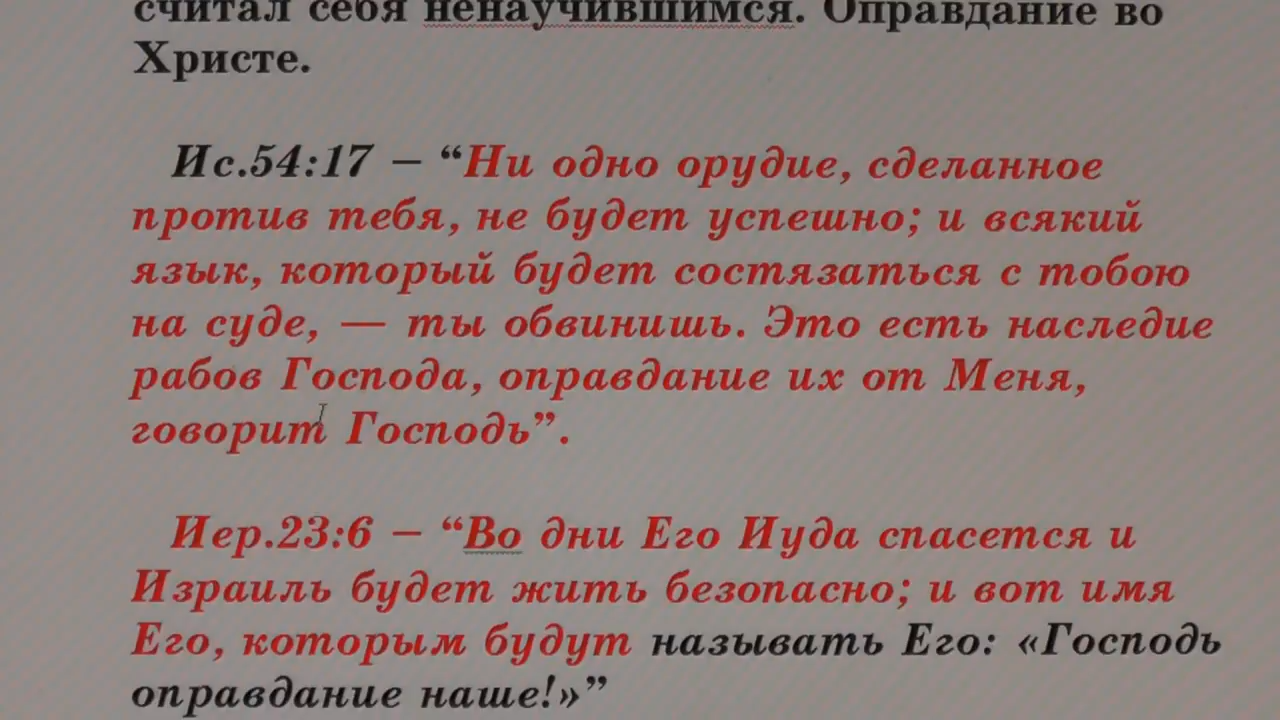 считал себя ненаучившимся. Оправдание во
Христе.
Ис.54:17 – “Ни одно орудие, сделанное
против тебя, не будет успешно; и всякий
язык, который будет состязаться с тобою
на суде, — ты обвинишь. Это есть наследие
рабов Господа, оправдание их от Меня,
говорит Господь”.
Иер.23:6 – “Во дни Его Иуда спасется и
Израиль будет жить безопасно; и вот имя
Его, которым будут называть Его: «Господь
оправдание наше!»”